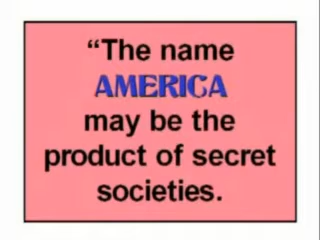 “The name
AMERICA
may be the
product of secret
societies.